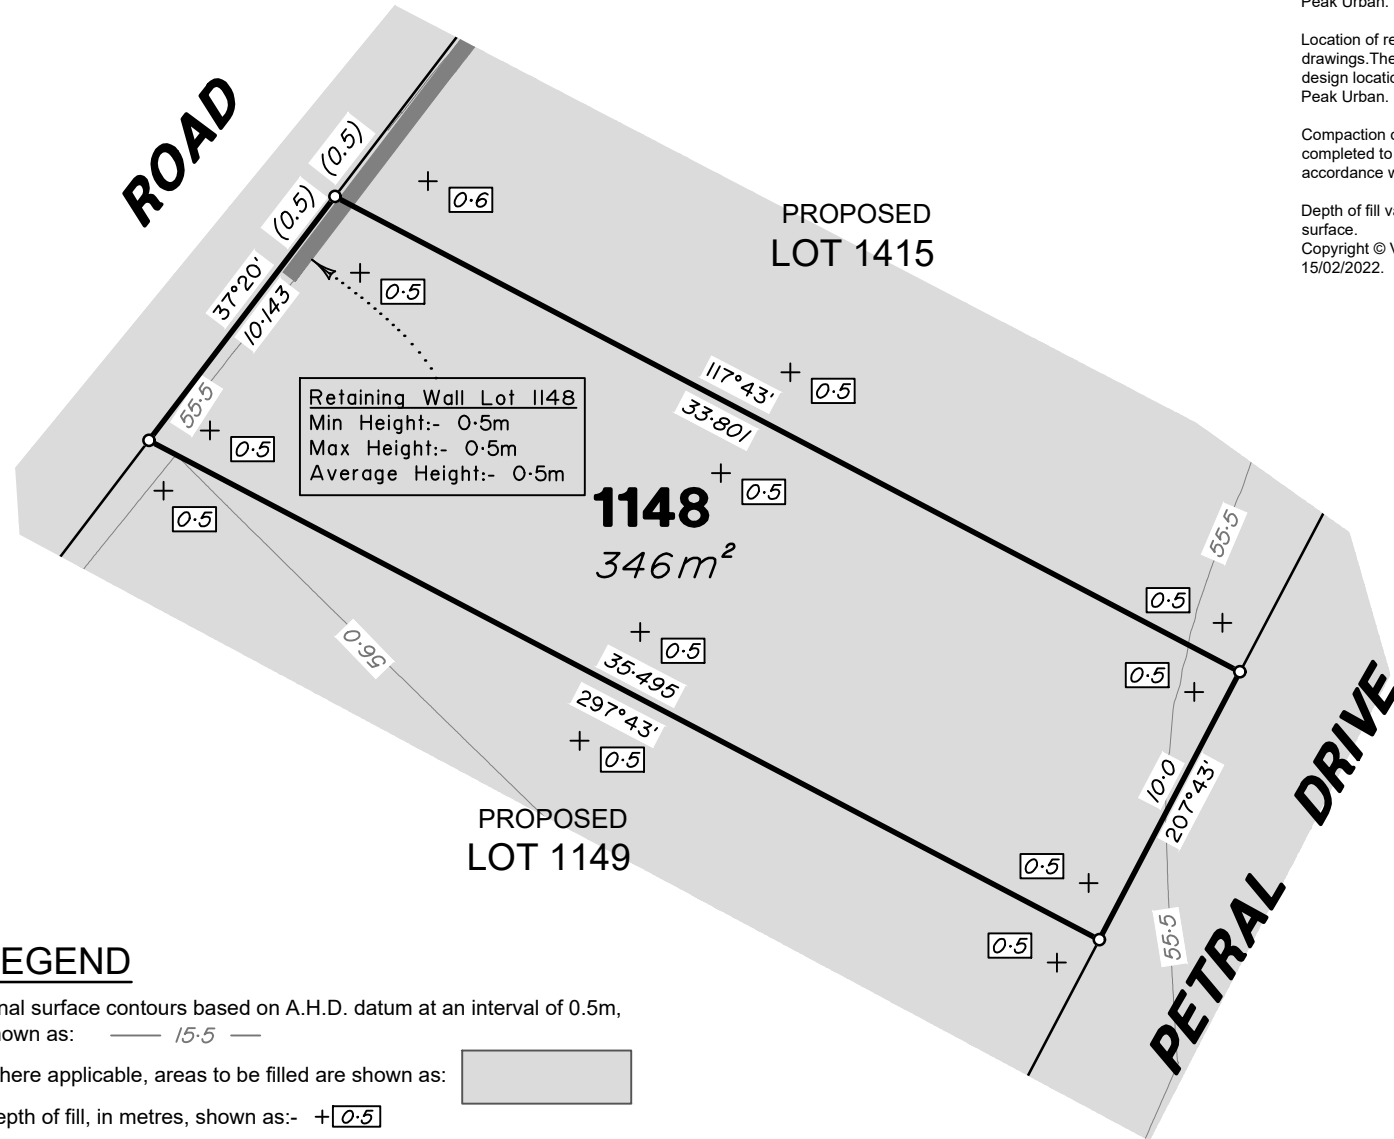 Peak Urban.
Location of re
drawings.The
design locatio
Peak Urban.
Compaction o
completed to
accordance w
Depth of fill va
surface.
Copyright © V
15/02/2022.
ROAD
(0.5)
(0.5)
37°20'
10·143
0·6
0·5
PROPOSED
LOT 1415
55·5
0·5
0·5
Retaining Wall Lot 1148
Min Height:- 0·5m
Max Height:- 0·5m
Average Height:- 0·5m
117°43'
33·801
0·5
0·5
1148
346m²
56·0
0·5
35·495
297°43'
0·5
PROPOSED
LOT 1149
55·5
0·5
0·5
10·0
207°43'
0·5
0·5
55·5
PETRAL DRIVE
EGEND
nal surface contours based on A.H.D. datum at an interval of 0.5m,
hown as: 15·5
here applicable, areas to be filled are shown as:
epth of fill, in metres, shown as:- +0·5